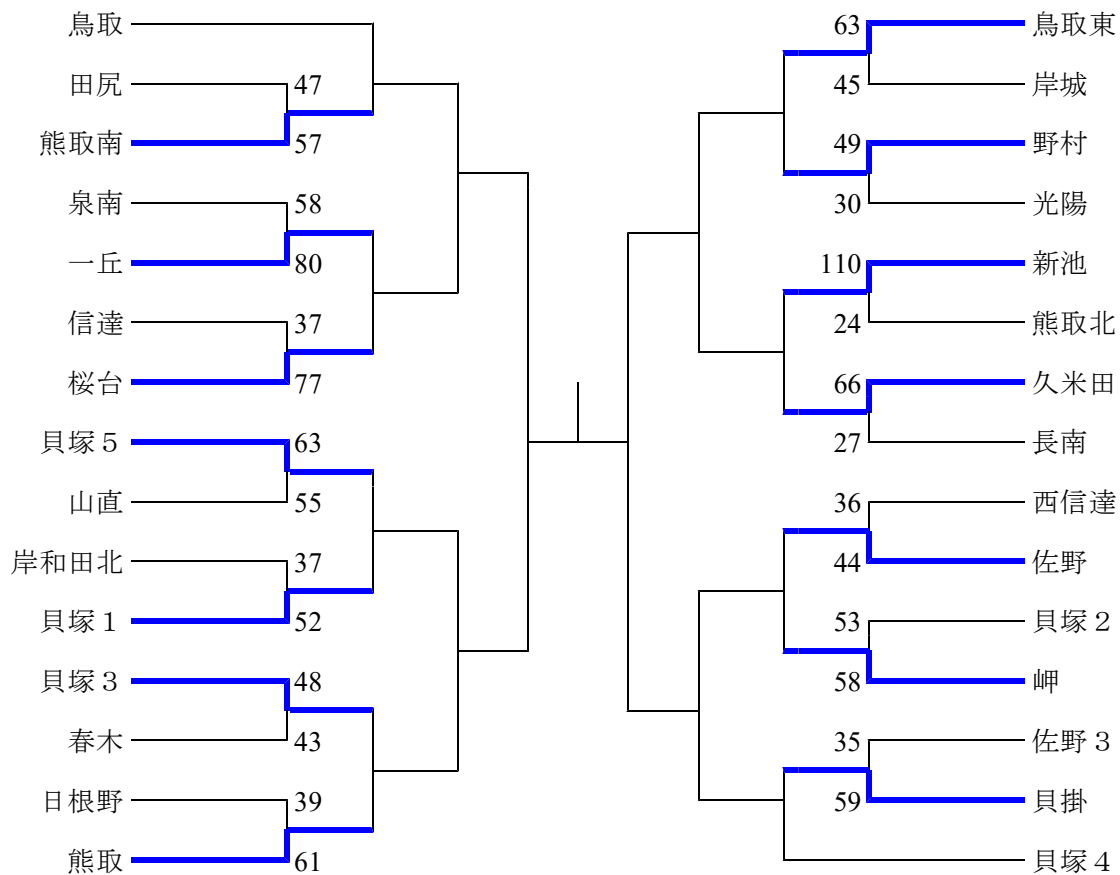 鳥取
田尻 47
熊取南 57
泉南 58
一丘 80
信達 37
桜台 77
貝塚５ 63
山直 55
岸和田北 37
貝塚１ 52
貝塚３ 48
春木 43
日根野 39
熊取 61
63 鳥取東
45 岸城
49 野村
30 光陽
110 新池
24 熊取北
66 久米田
27 長南
36 西信達
44 佐野
53 貝塚２
58 岬
35 佐野３
59 貝掛
貝塚４